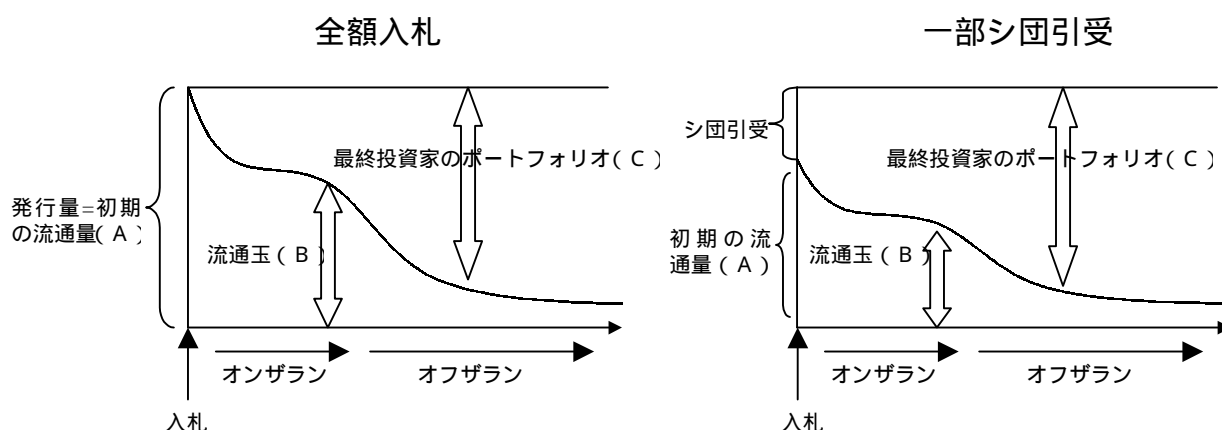 全額入札
最終投資家のポートフォリオ( C )
発行量=初期
の流通量( A )
流通玉 ( B )
オンザラン
オフザラン
入札
一部シ団引受
シ団引受
最終投資家のポートフォリオ( C )
初期の流
通量 ( A )
流通玉 ( B )
オンザラン
オフザラン
入札